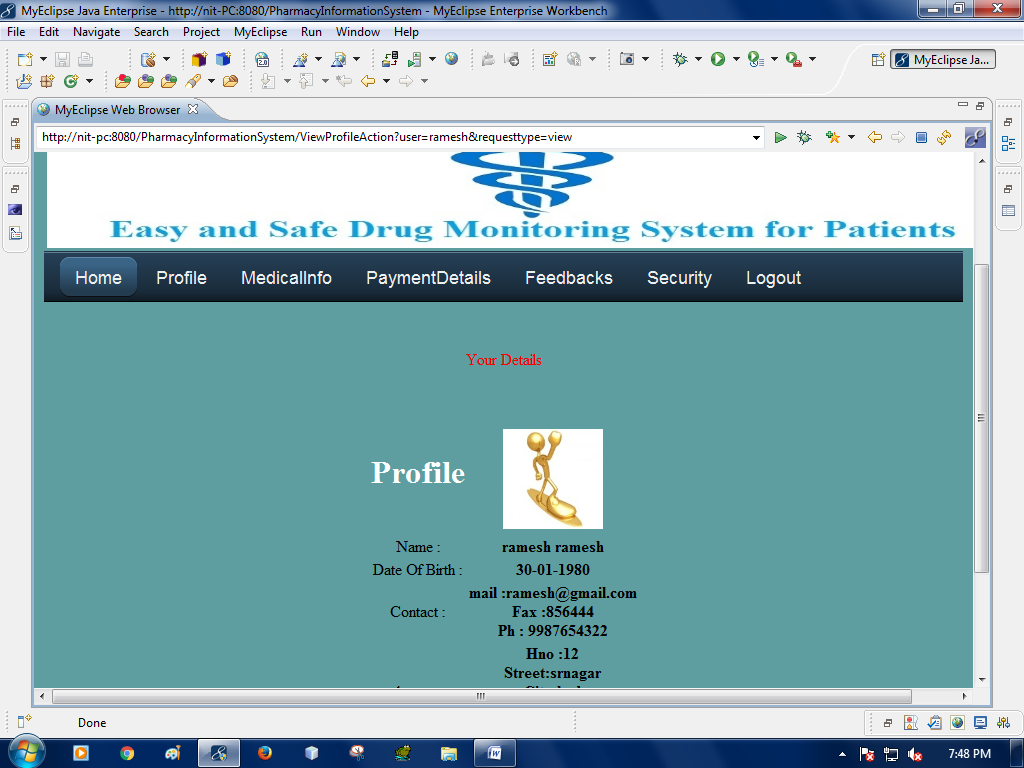 MyEclipse Java Enterprise - http://nit-PC:8080/PharmacyInformationSystem - MyEclipse Enterprise Workbench
File Edit Navigate Search Project MyEclipse Run Window Help
2.0
MyEclipse Ja...
MyEclipse Web Browser
http://nit-pc:8080/PharmacyInformationSystem/ViewProfileAction?user=ramesh&requesttype=view
Easy and Safe Drug Monitoring System for Patients
Home Profile MedicalInfo PaymentDetails Feedbacks Security Logout
Your Details
Profile
Name : ramesh ramesh
Date Of Birth : 30-01-1980
mail :ramesh@gmail.com
Contact : Fax :856444
Ph : 9987654322
Hno :12
Street:srnagar
Done
7:48 PM